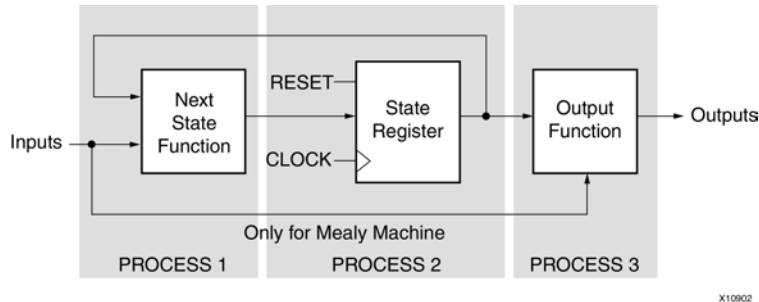 Inputs
Next
State
Function
RESET
CLOCK
State
Register
Output
Function
Outputs
Only for Mealy Machine
PROCESS 1
PROCESS 2
PROCESS 3
X10902